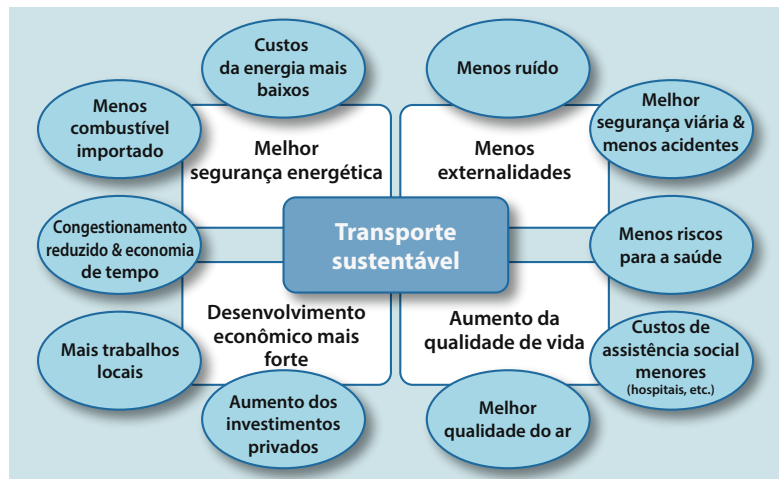 Custos
da energia mais
baixos
Menos ruído
Menos
combustível
importado
Melhor
segurança energética
Menos
externalidades
Melhor
segurança viária &
menos acidentes
Congestionamento
reduzido & economia
de tempo
Transporte
sustentável
Menos riscos
para a saúde
Mais trabalhos
locais
Desenvolvimento
econômico mais
forte
Aumento da
qualidade de vida
Custos de
assistência social
menores
(hospitais, etc.)
Aumento dos
investimentos
privados
Melhor
qualidade do ar